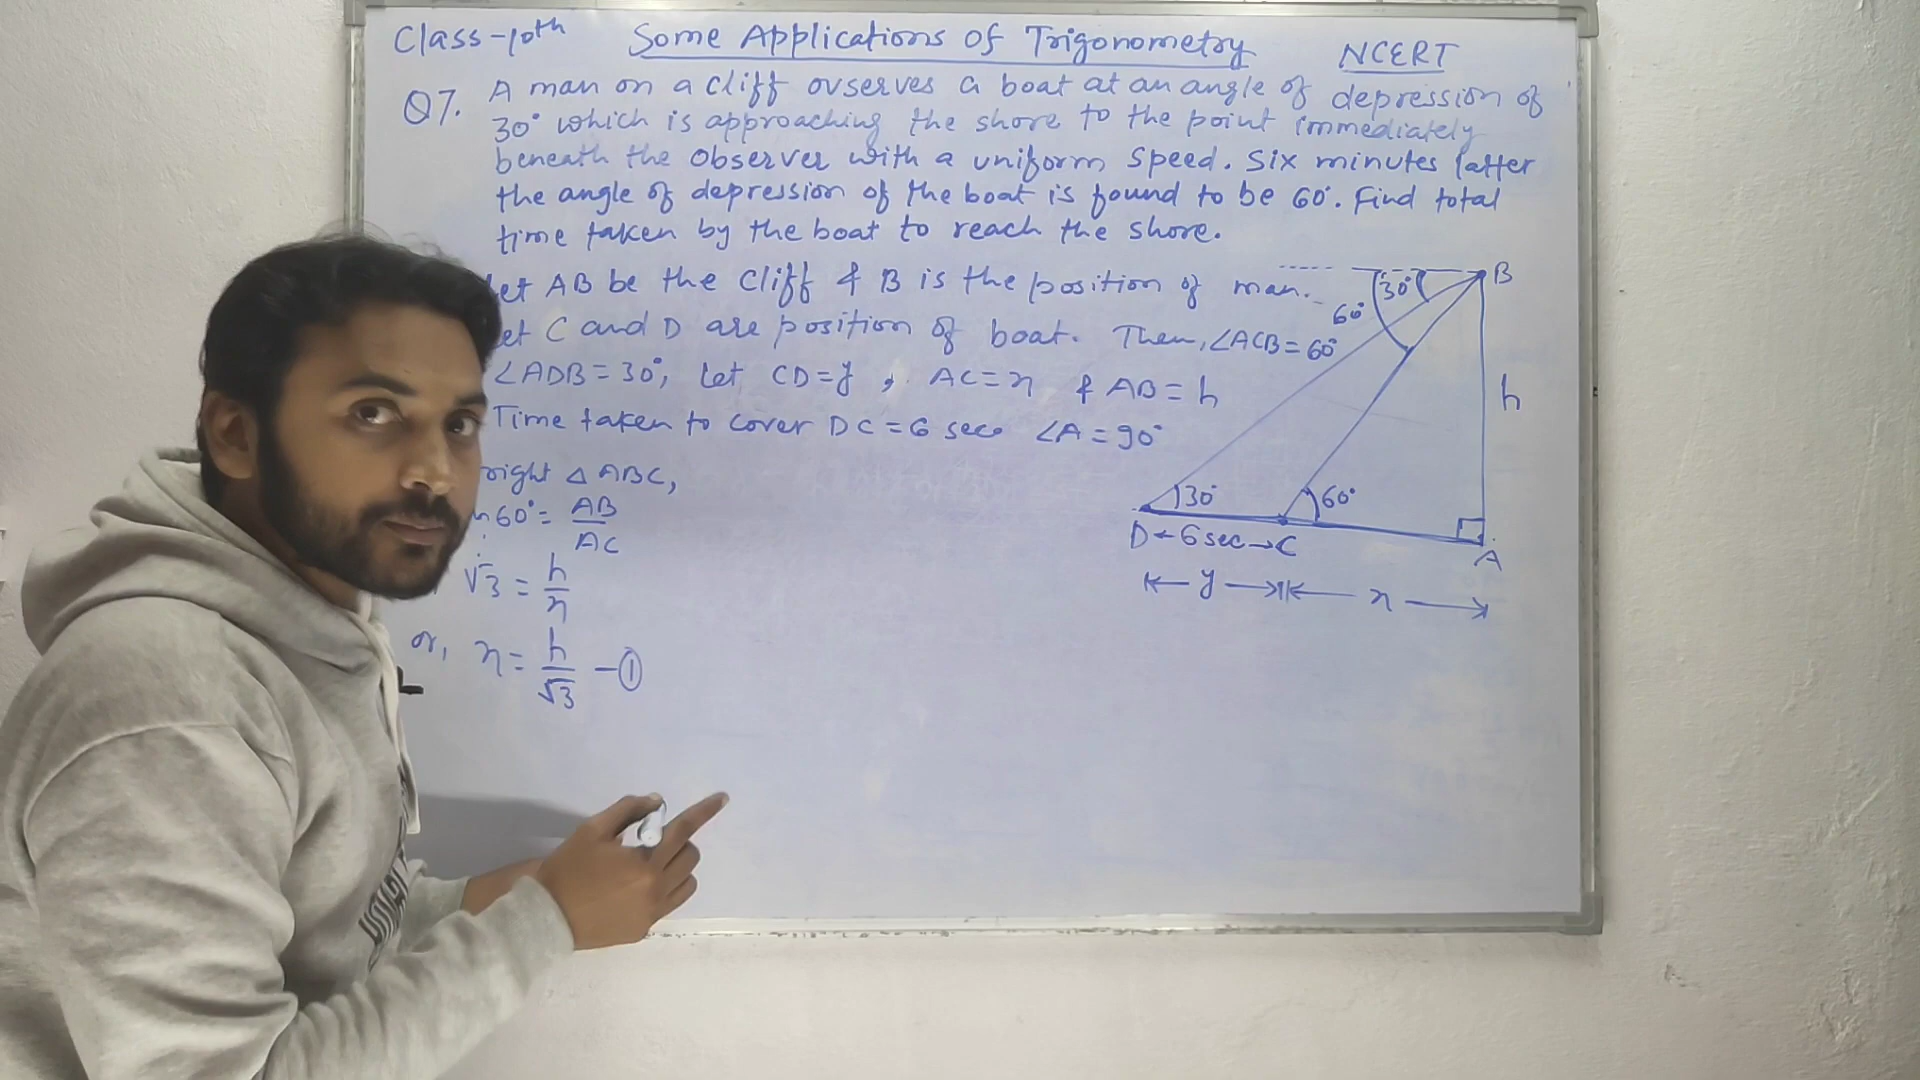 Class-10th Some Applications of Trigonometry NCERT
Q7. A man on a cliff ovserves a boat at an angle of depression of
30° which is approaching the shore to the point immediately
beneath the observer with a uniform speed. Six minutes latter
the angle of depression of the boat is found to be 60°. Find total
time taken by the boat to reach the shore.
Let AB be the cliff & B is the position of man.
Let C and D are position of boat. Then, ∠ACB = 60°
∠ADB = 30°, Let CD = y, AC = x & AB = h
Time taken to cover DC = 6 sec ∠A = 90°
right △ ABC,
60° = AB/AC
√3 = h/x
or, x = h/√3 - ①
30° B
60°
h
30° 60°
D ← 6 sec → C A
y x